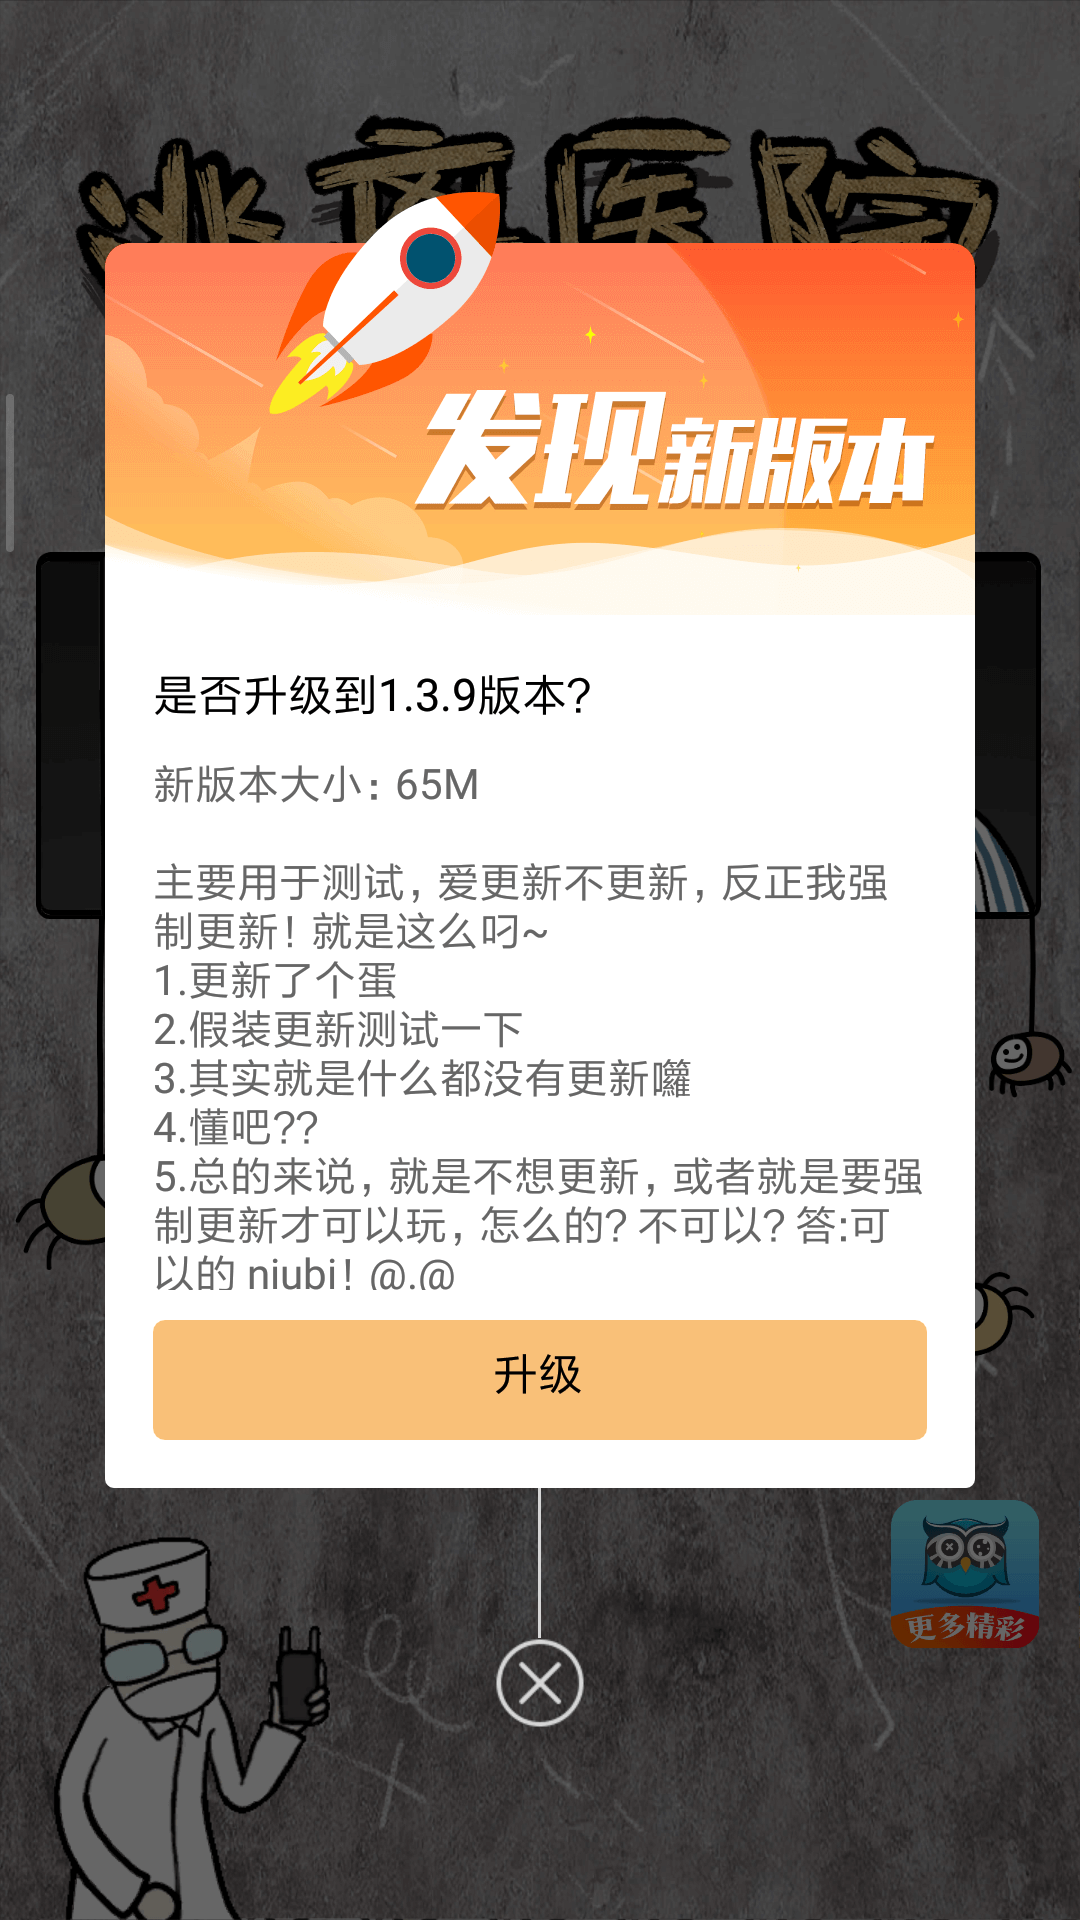 逃离医院
发现新版本
是否升级到1.3.9版本?
新版本大小：65M
主要用于测试，爱更新不更新，反正我强
制更新！就是这么叼~
1.更新了个蛋
2.假装更新测试一下
3.其实就是什么都没有更新囖
4.懂吧??
5.总的来说，就是不想更新，或者就是要强
制更新才可以玩，怎么的？不可以？答:可
以的 niubi！@.@
升级
更多精彩